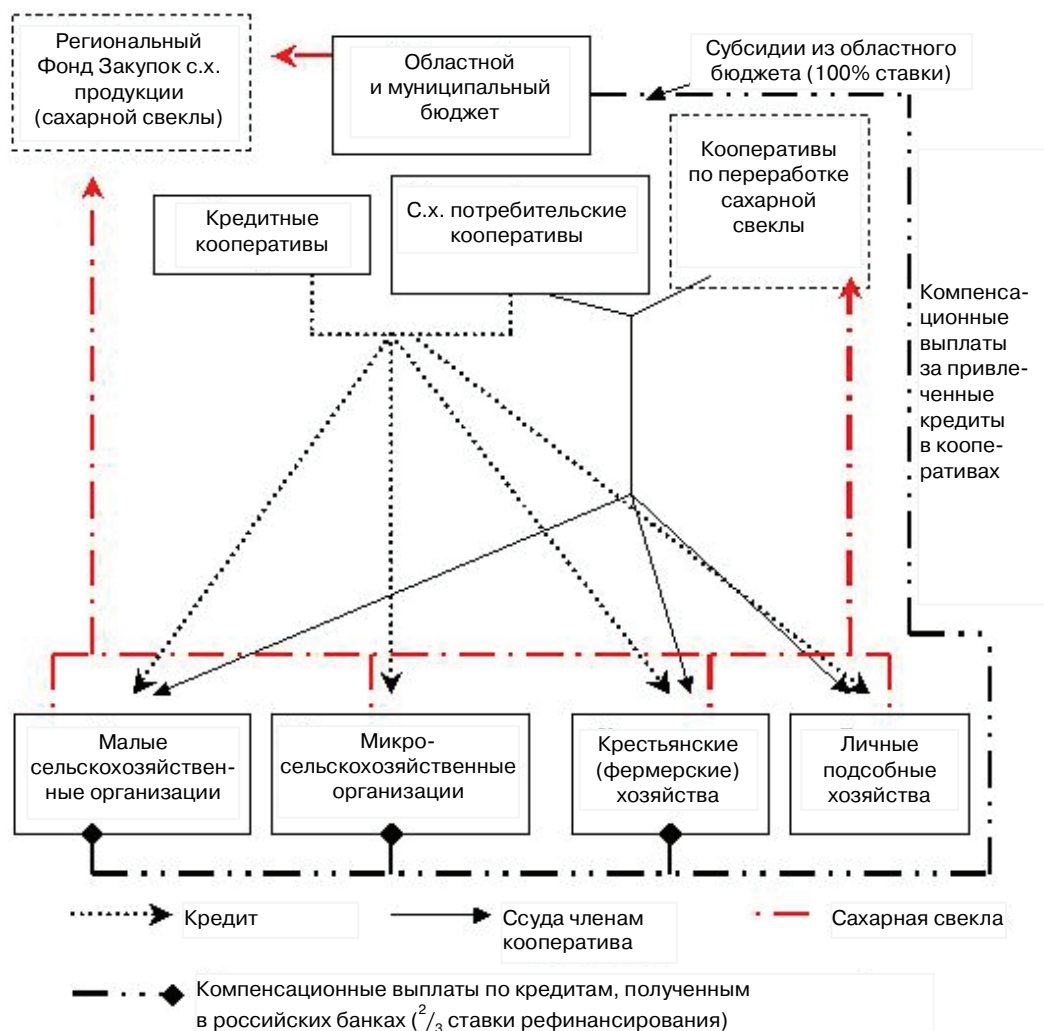 Региональный
Фонд Закупок с.х.
продукции
(сахарной свеклы)
Областной
и муниципальный
бюджет
Субсидии из областного
бюджета (100% ставки)
Кооперативы
по переработке
сахарной
свеклы
Кредитные
кооперативы
С.х. потребительские
кооперативы
Компенса-
ционные
выплаты
за привле-
ченные
кредиты
в коопе-
ративах
Малые
сельскохозяйствен-
ные организации
Микро-
сельскохозяйственные
организации
Крестьянские
(фермерские)
хозяйства
Личные
подсобные
хозяйства
Кредит
Ссуда членам
кооператива
Сахарная свекла
Компенсационные выплаты по кредитам, полученным
в российских банках (2/3 ставки рефинансирования)